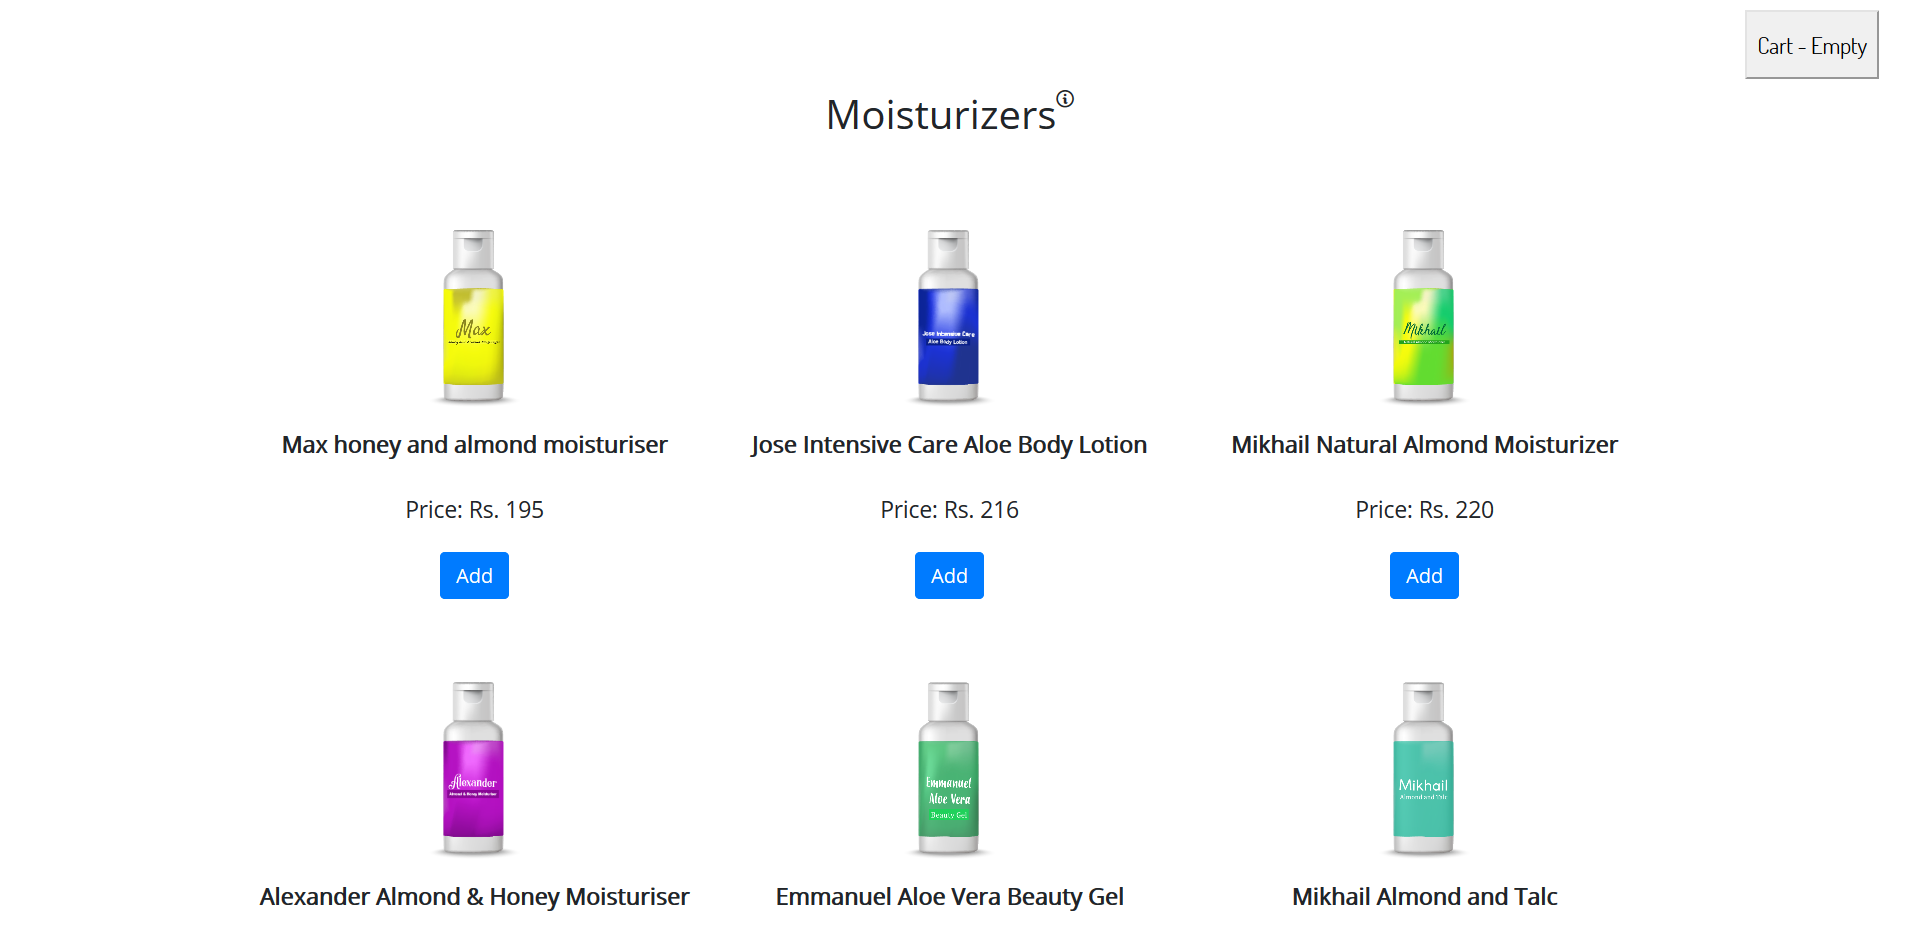 Cart - Empty
Moisturizers
Max
Jose Intensive Care
Aloe Body Lotion
Mikhail
Max honey and almond moisturiser
Jose Intensive Care Aloe Body Lotion
Mikhail Natural Almond Moisturizer
Price: Rs. 195
Price: Rs. 216
Price: Rs. 220
Add
Add
Add
Alexander
Almond & Honey Moisturiser
Emmanuel
Aloe Vera
Beauty Gel
Mikhail
Almond and Talc
Alexander Almond & Honey Moisturiser
Emmanuel Aloe Vera Beauty Gel
Mikhail Almond and Talc